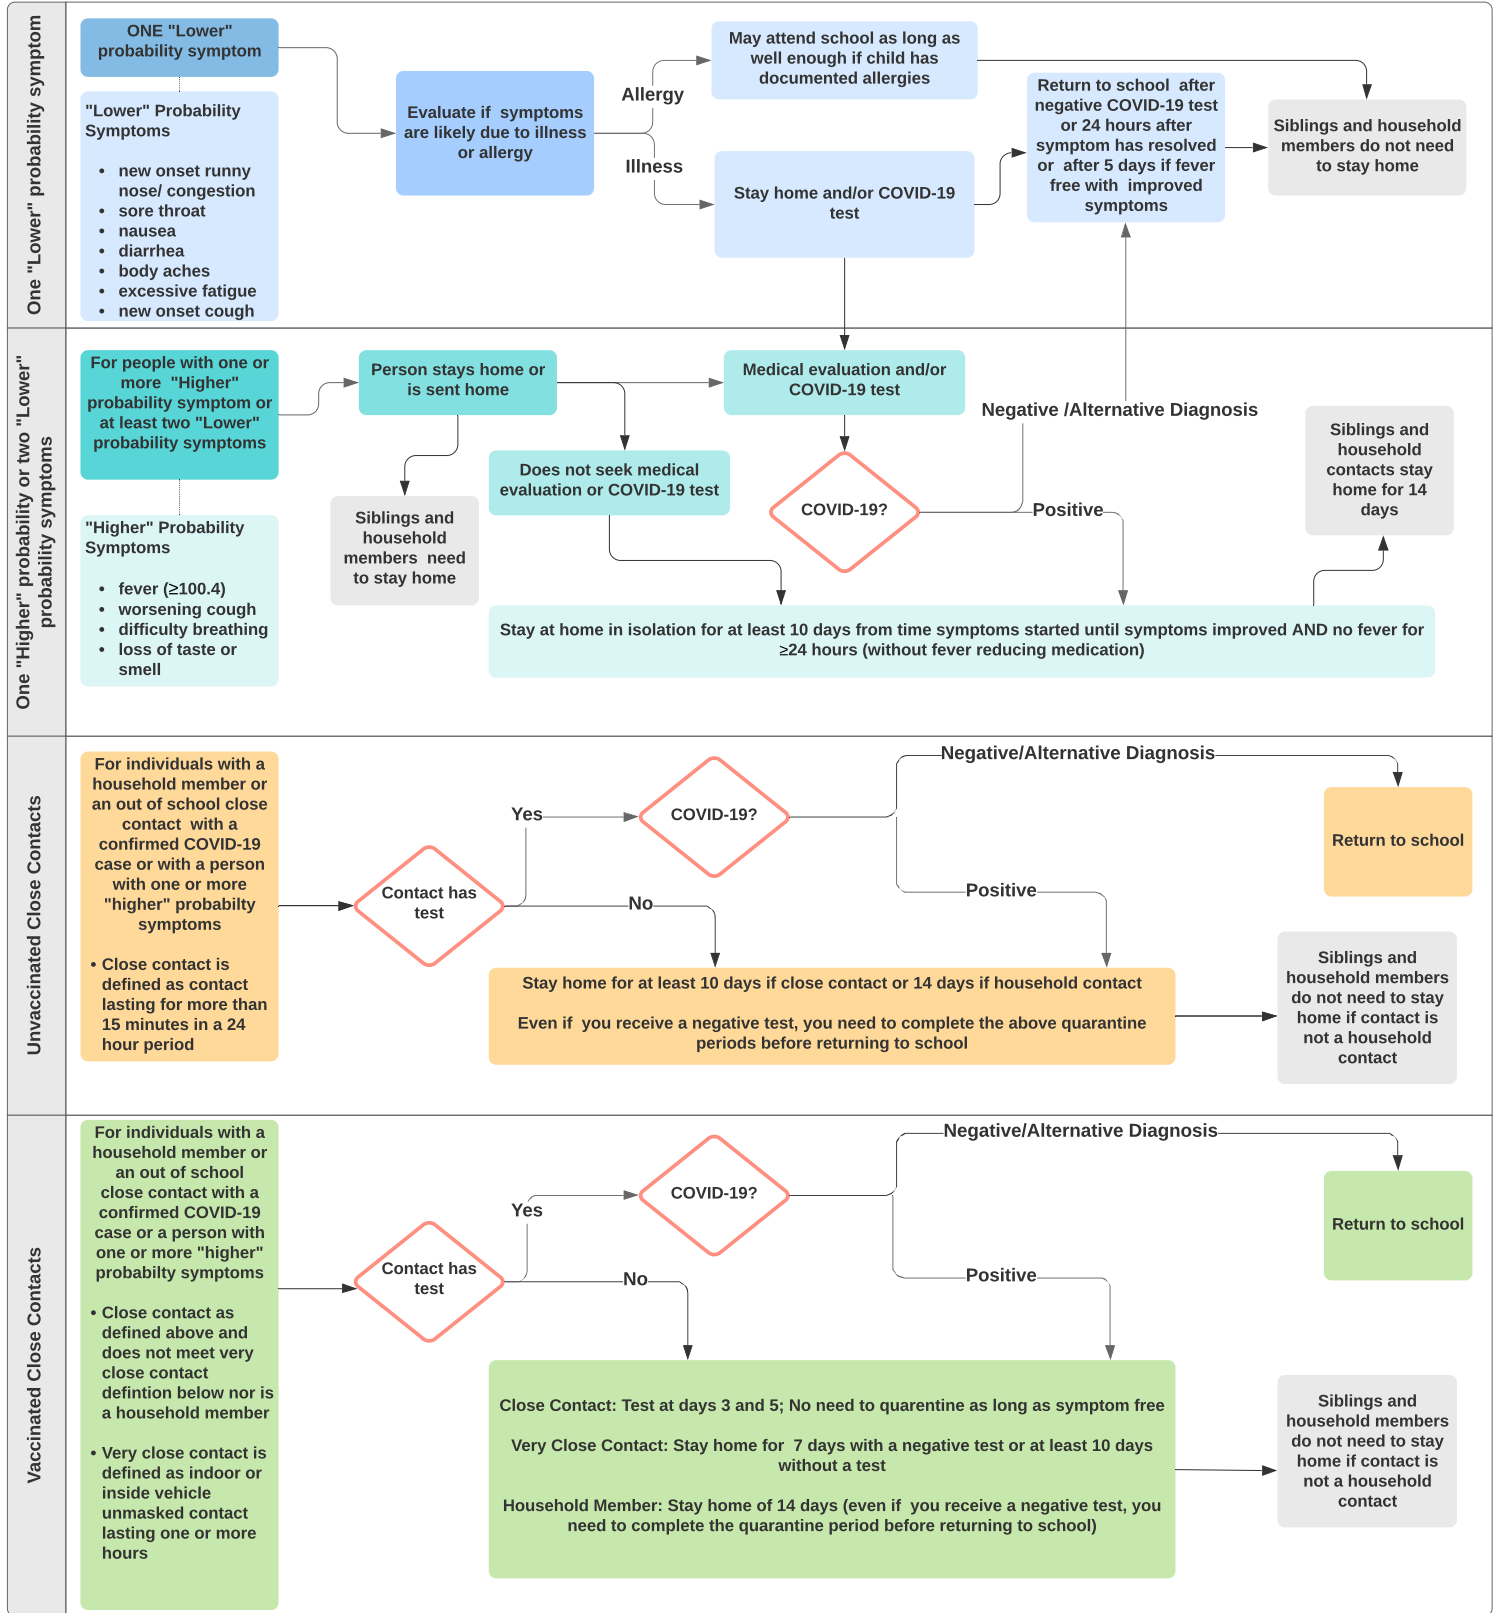 One "Lower" probability symptom
ONE "Lower"
probability symptom
"Lower" Probability
Symptoms
• new onset runny
nose/ congestion
• sore throat
• nausea
• diarrhea
• body aches
• excessive fatigue
• new onset cough
Evaluate if symptoms
are likely due to illness
or allergy
Allergy
Illness
May attend school as long as
well enough if child has
documented allergies
Stay home and/or COVID-19
test
Return to school after
negative COVID-19 test
or 24 hours after
symptom has resolved
or after 5 days if fever
free with improved
symptoms
Siblings and household
members do not need
to stay home
One "Higher" probability or two "Lower"
probability symptoms
For people with one or
more "Higher"
probability symptom or
at least two "Lower"
probability symptoms
"Higher" Probability
Symptoms
• fever (≥100.4)
• worsening cough
• difficulty breathing
• loss of taste or
smell
Person stays home or
is sent home
Siblings and
household
members need
to stay home
Does not seek medical
evaluation or COVID-19 test
Medical evaluation and/or
COVID-19 test
COVID-19?
Negative /Alternative Diagnosis
Positive
Siblings and
household
contacts stay
home for 14
days
Stay at home in isolation for at least 10 days from time symptoms started until symptoms improved AND no fever for
≥24 hours (without fever reducing medication)
Unvaccinated Close Contacts
For individuals with a
household member or
an out of school close
contact with a
confirmed COVID-19
case or with a person
with one or more
"higher" probabilty
symptoms
• Close contact is
defined as contact
lasting for more than
15 minutes in a 24
hour period
Contact has
test
Yes
No
COVID-19?
Negative/Alternative Diagnosis
Positive
Return to school
Stay home for at least 10 days if close contact or 14 days if household contact
Even if you receive a negative test, you need to complete the above quarantine
periods before returning to school
Siblings and
household members
do not need to stay
home if contact is
not a household
contact
Vaccinated Close Contacts
For individuals with a
household member or
an out of school
close contact with a
confirmed COVID-19
case or a person with
one or more "higher"
probabilty symptoms
• Close contact as
defined above and
does not meet very
close contact
defintion below nor is
a household member
• Very close contact is
defined as indoor or
inside vehicle
unmasked contact
lasting one or more
hours
Contact has
test
Yes
No
COVID-19?
Negative/Alternative Diagnosis
Positive
Return to school
Close Contact: Test at days 3 and 5; No need to quarentine as long as symptom free
Very Close Contact: Stay home for 7 days with a negative test or at least 10 days
without a test
Household Member: Stay home of 14 days (even if you receive a negative test, you
need to complete the quarantine period before returning to school)
Siblings and
household members
do not need to stay
home if contact is
not a household
contact